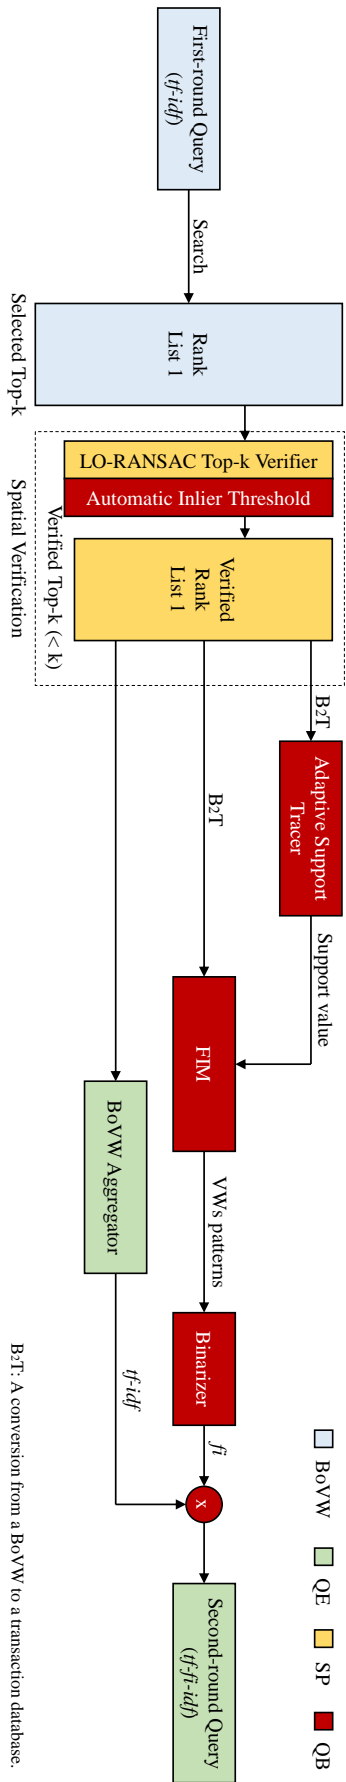 BoVW
QE
SP
QB
First-round Query
(tf-idf)
Search
Rank
List 1
Selected Top-k
LO-RANSAC Top-k Verifier
Automatic Inlier Threshold
Verified
Rank
List 1
Verified Top-k (< k)
Spatial Verification
B2T
Adaptive Support
Tracer
Support value
B2T
FIM
VWs patterns
Binarizer
fi
x
BoVW Aggregator
tf-idf
Second-round Query
(tf-fi-idf)
B2T: A conversion from a BoVW to a transaction database.